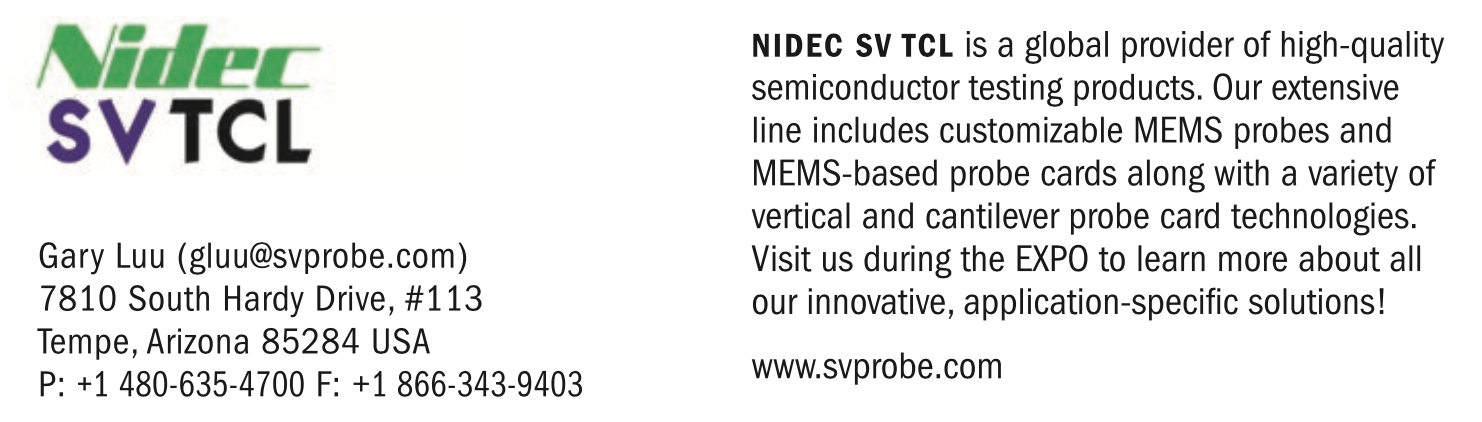 Nidec
SV TCL
Gary Luu (gluu@svprobe.com)
7810 South Hardy Drive, #113
Tempe, Arizona 85284 USA
P: +1 480-635-4700 F: +1 866-343-9403
NIDEC SV TCL is a global provider of high-quality
semiconductor testing products. Our extensive
line includes customizable MEMS probes and
MEMS-based probe cards along with a variety of
vertical and cantilever probe card technologies.
Visit us during the EXPO to learn more about all
our innovative, application-specific solutions!
www.svprobe.com